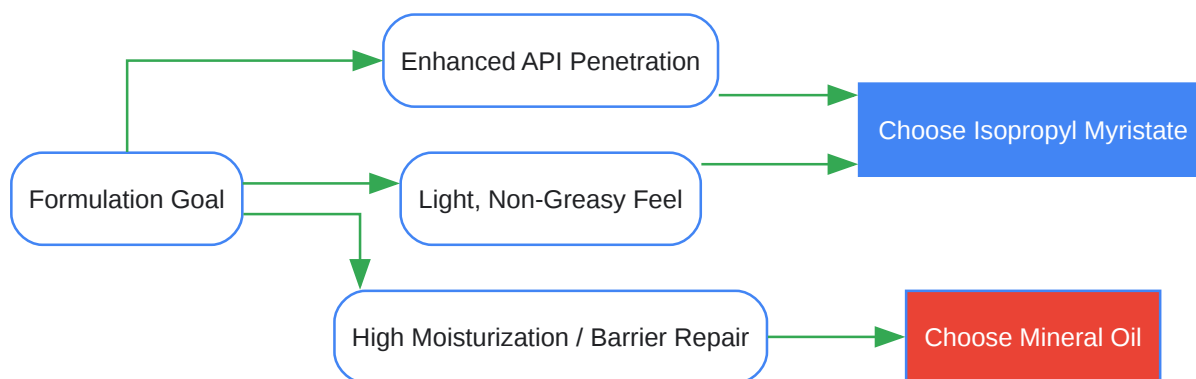 Enhanced API Penetration
Choose Isopropyl Myristate
Formulation Goal
Light, Non-Greasy Feel
High Moisturization / Barrier Repair
Choose Mineral Oil